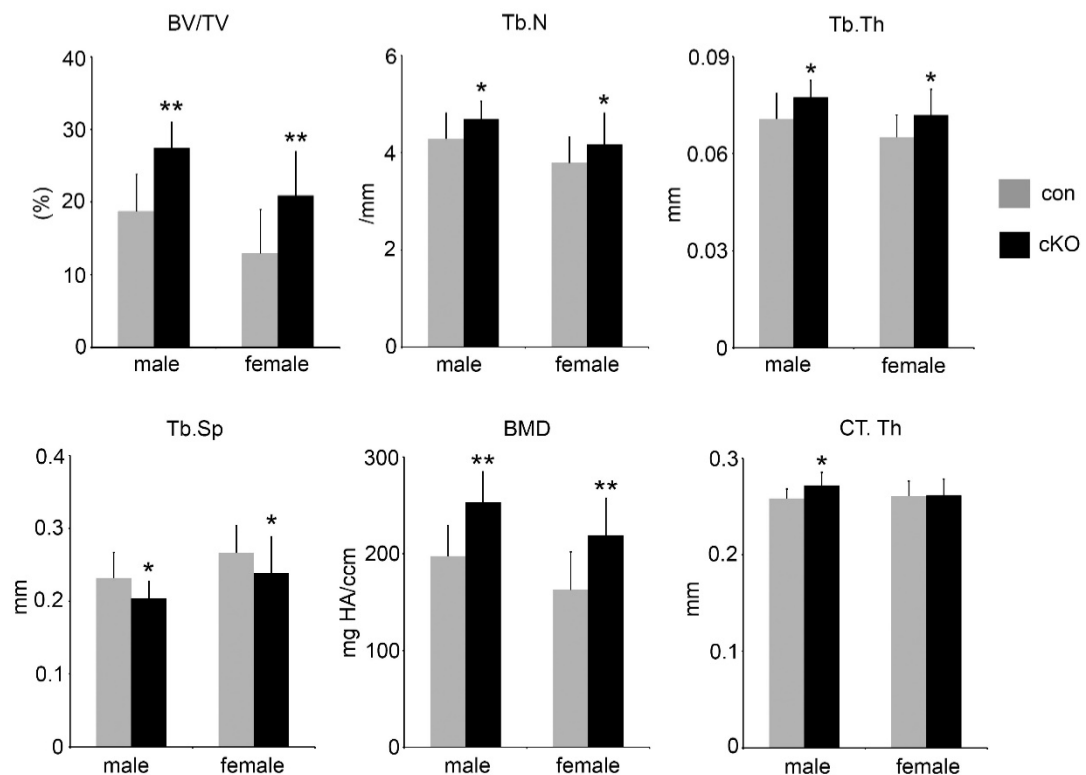 BV/TV
40
30
20
10
0
(%)
**
**
male female
Tb.N
6
4
2
0
/mm
*
*
male female
Tb.Th
0.09
0.06
0.03
0
mm
*
*
male female
con
cKO
Tb.Sp
0.4
0.3
0.2
0.1
0
mm
*
*
male female
BMD
300
200
100
0
mg HA/ccm
**
**
male female
CT. Th
0.3
0.2
0.1
0
mm
*
male female